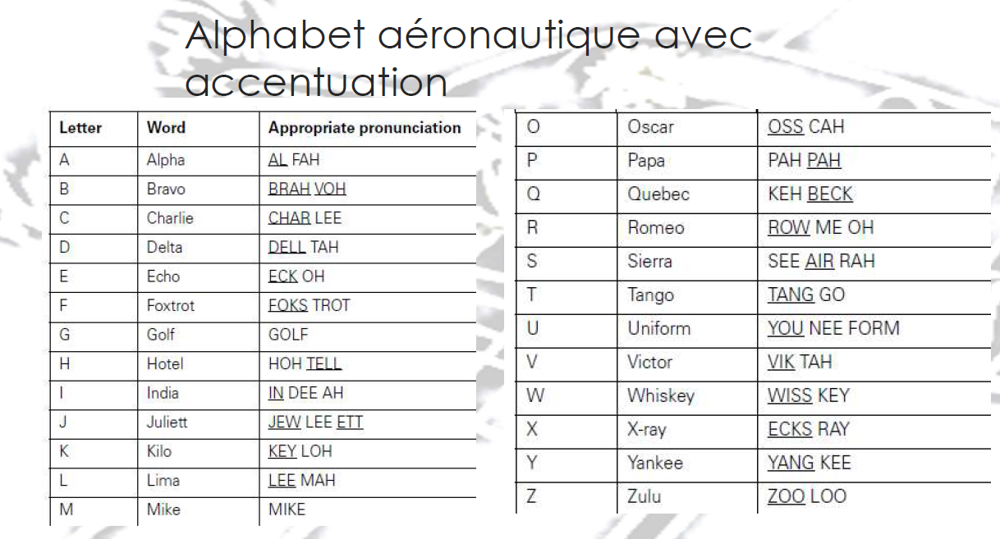 Alphabet aéronautique avec
accentuation
Letter Word Appropriate pronunciation
A Alpha AL FAH
B Bravo BRAH VOH
C Charlie CHAR LEE
D Delta DELL TAH
E Echo ECK OH
F Foxtrot FOKS TROT
G Golf GOLF
H Hotel HOH TELL
I India IN DEE AH
J Juliett JEW LEE ETT
K Kilo KEY LOH
L Lima LEE MAH
M Mike MIKE
O Oscar OSS CAH
P Papa PAH PAH
Q Quebec KEH BECK
R Romeo ROW ME OH
S Sierra SEE AIR RAH
T Tango TANG GO
U Uniform YOU NEE FORM
V Victor VIK TAH
W Whiskey WISS KEY
X X-ray ECKS RAY
Y Yankee YANG KEE
Z Zulu ZOO LOO